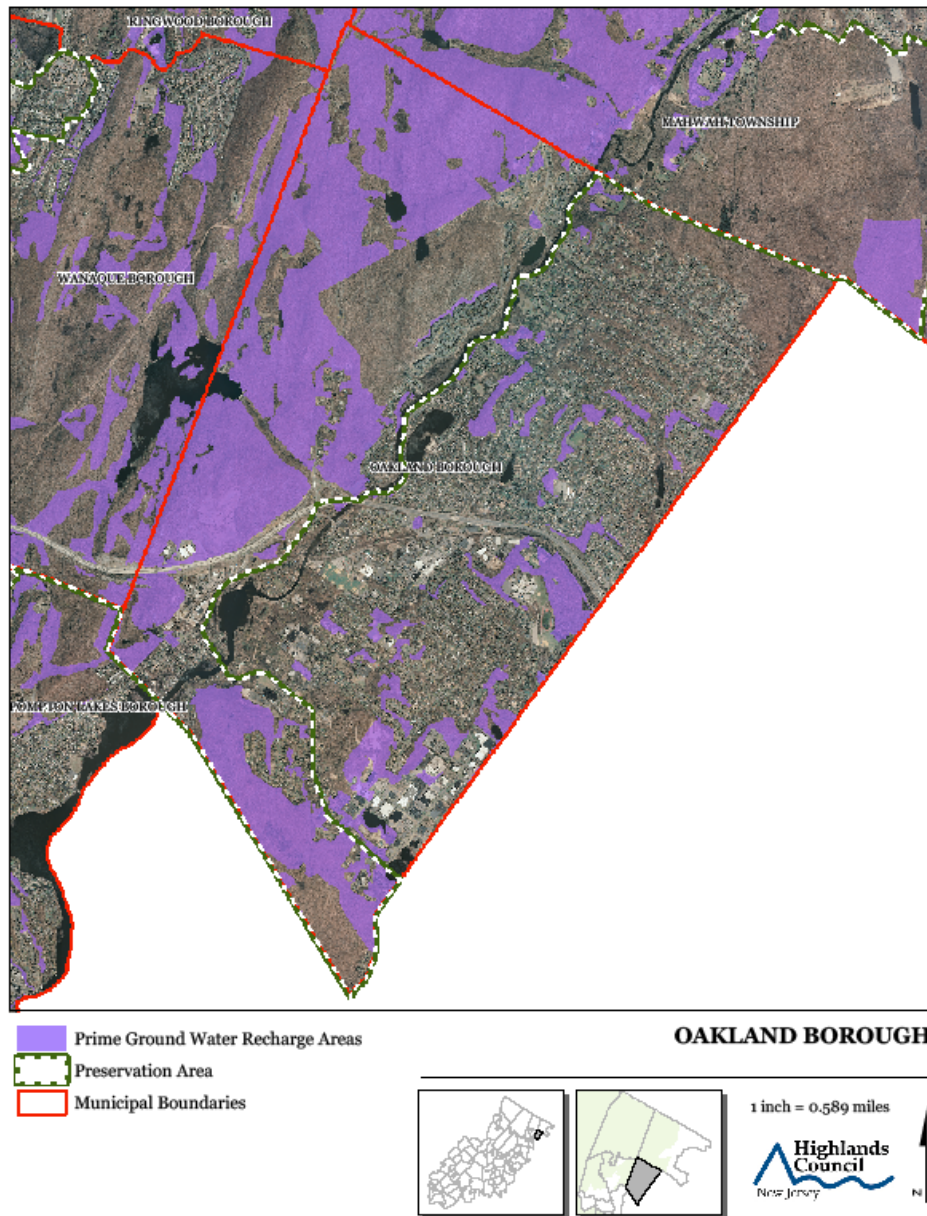 RINGWOOD BOROUGH
MAHWAH TOWNSHIP
WANAQUE BOROUGH
OAKLAND BOROUGH
POMPTON LAKES BOROUGH
Prime Ground Water Recharge Areas
Preservation Area
Municipal Boundaries
OAKLAND BOROUGH
1 inch = 0.589 miles
Highlands
Council
New Jersey
N